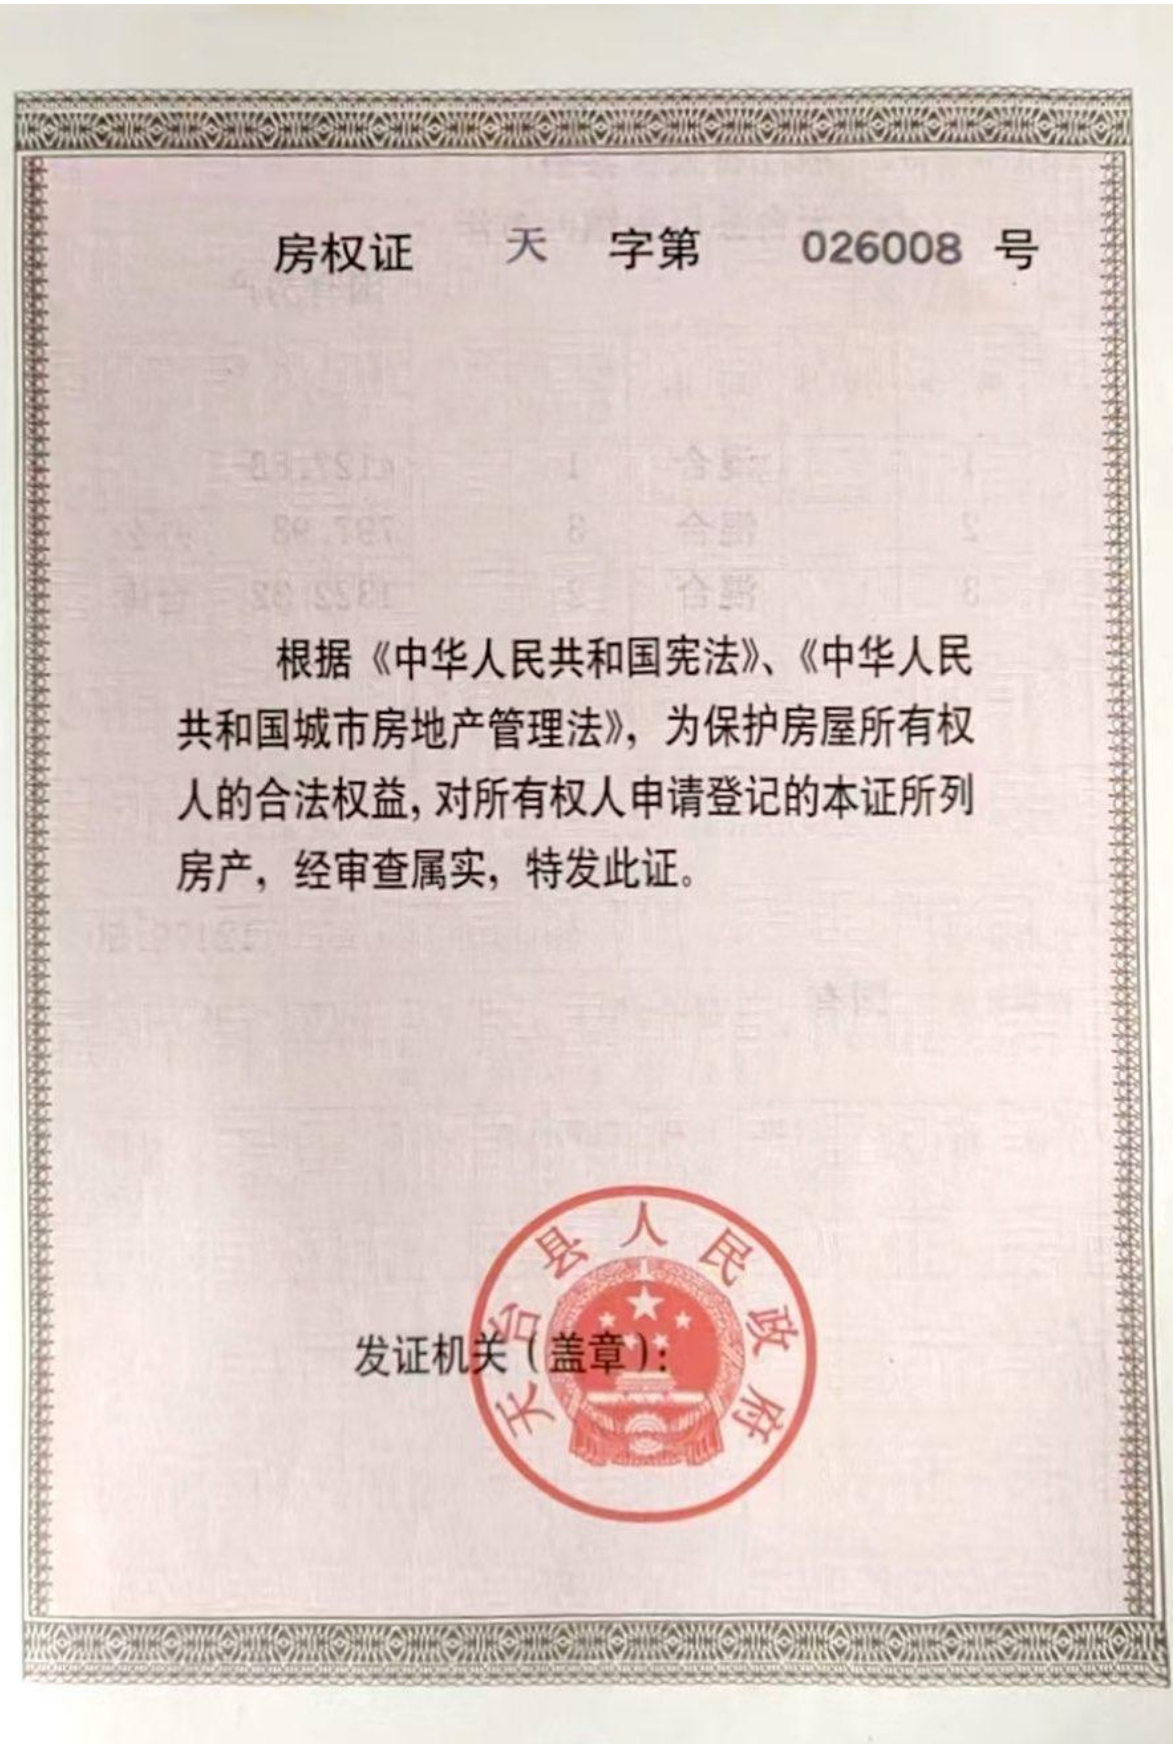 房权证 天 字第 026008 号
根据《中华人民共和国宪法》、《中华人民
共和国城市房地产管理法》，为保护房屋所有权
人的合法权益，对所有权人申请登记的本证所列
房产，经审查属实，特发此证。
天台县人民政府
发证机关（盖章）：